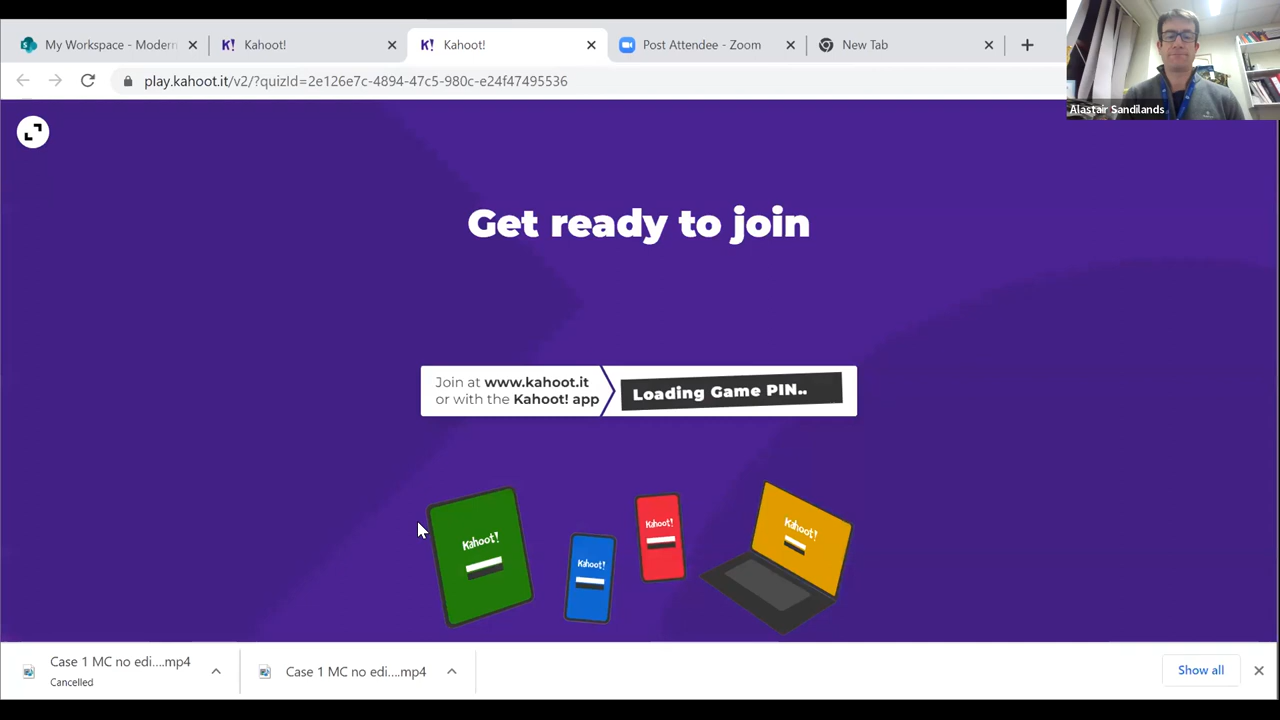 My Workspace - Modern
Kahoot!
Kahoot!
Post Attendee - Zoom
New Tab
play.kahoot.it/v2/?quizId=2e126e7c-4894-47c5-980c-e24f47495536
Alastair Sandilands
Get ready to join
Join at www.kahoot.it
or with the Kahoot! app
Loading Game PIN..
Kahoot!
Kahoot!
Kahoot!
Kahoot!
Case 1 MC no edi....mp4
Cancelled
Case 1 MC no edi....mp4
Show all